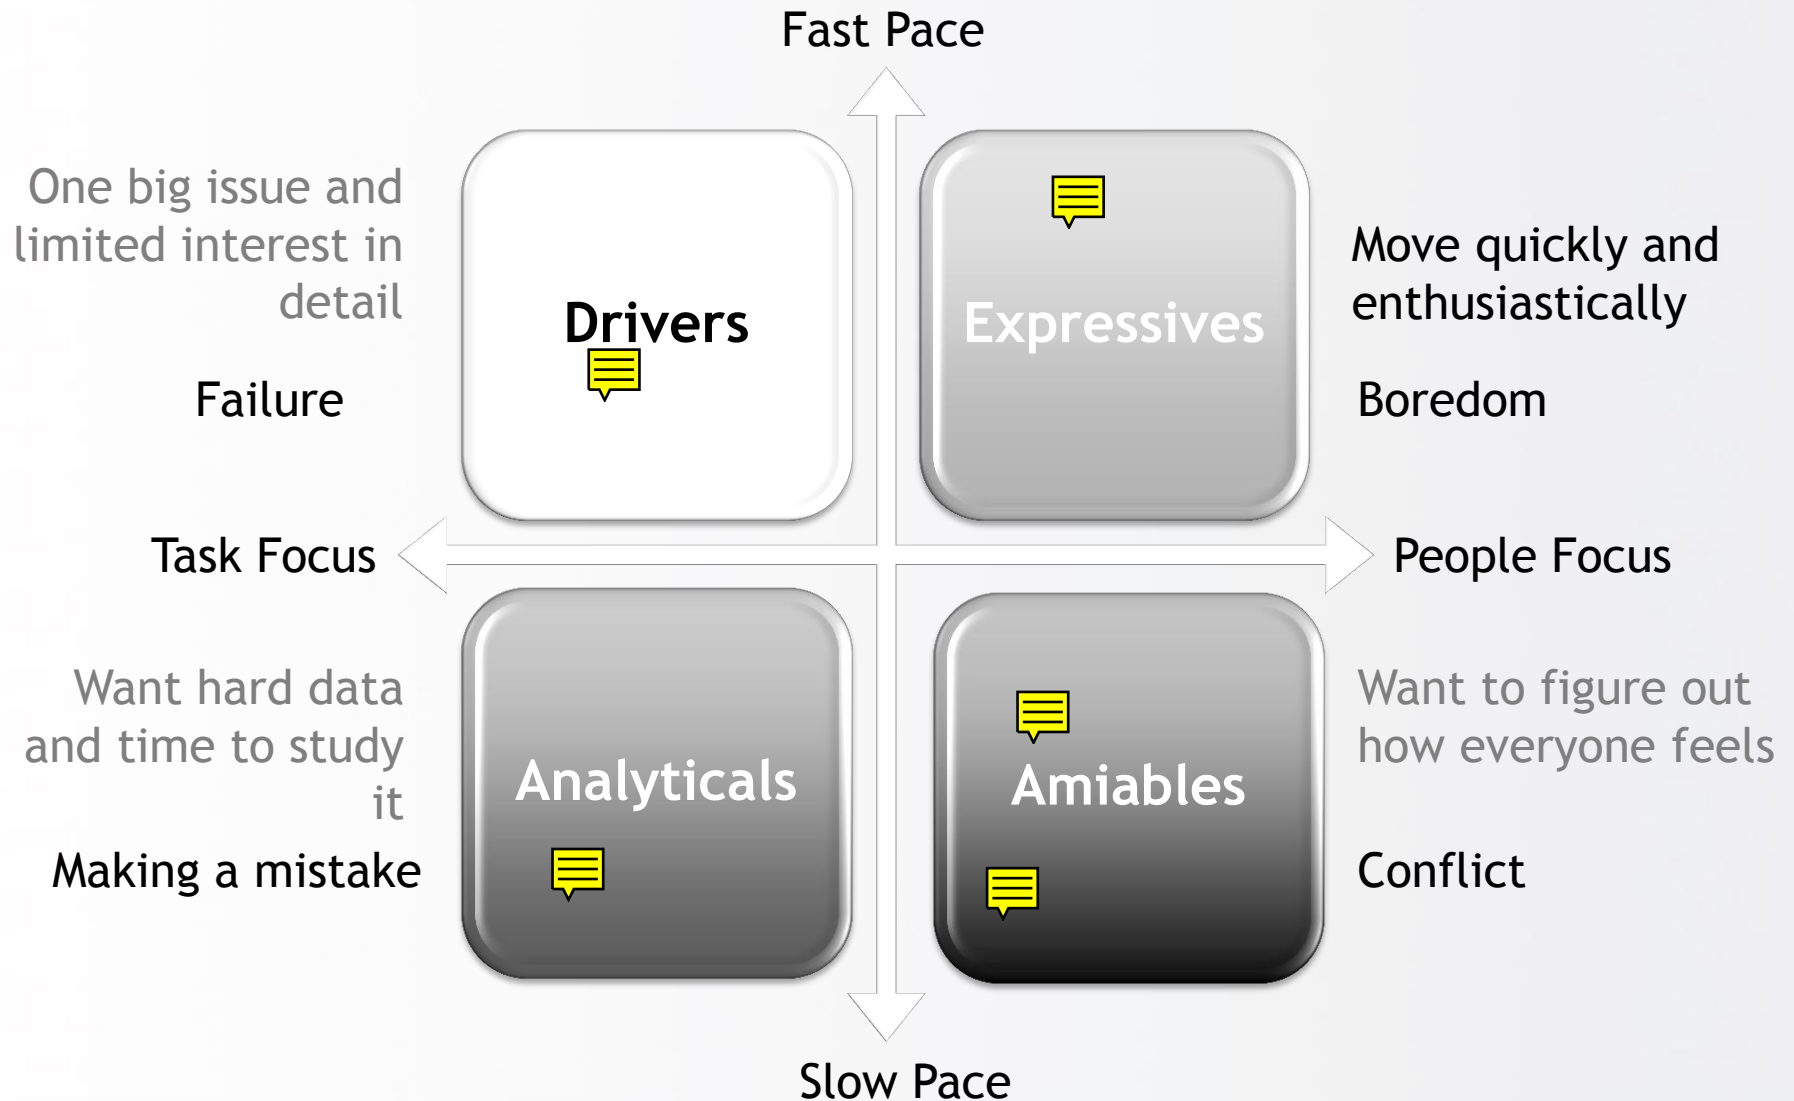 Fast Pace
One big issue and
limited interest in
detail
Failure
Drivers
Expressives
Move quickly and
enthusiastically
Boredom
Task Focus
People Focus
Want hard data
and time to study
it
Making a mistake
Analyticals
Amiables
Want to figure out
how everyone feels
Conflict
Slow Pace